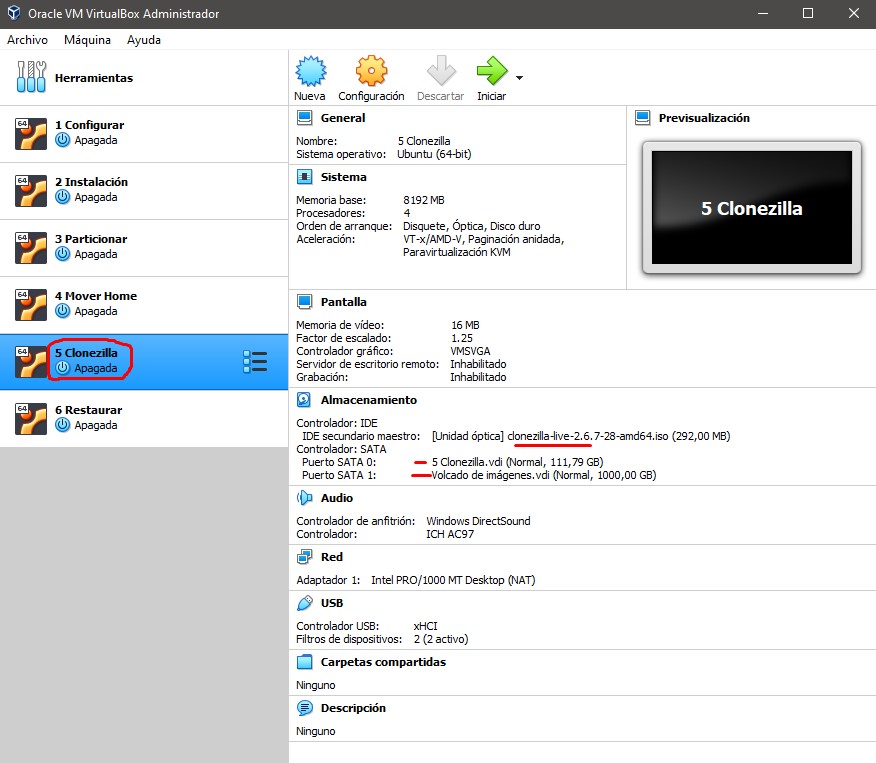 Oracle VM VirtualBox Administrador
Archivo Máquina Ayuda
Herramientas
64
1 Configurar
Apagada
64
2 Instalación
Apagada
64
3 Particionar
Apagada
64
4 Mover Home
Apagada
64
5 Clonezilla
Apagada
64
6 Restaurar
Apagada
Nueva Configuración Descartar Iniciar
General
Nombre: 5 Clonezilla
Sistema operativo: Ubuntu (64-bit)
Previsualización
5 Clonezilla
Sistema
Memoria base: 8192 MB
Procesadores: 4
Orden de arranque: Disquete, Óptica, Disco duro
Aceleración: VT-x/AMD-V, Paginación anidada,
Paravirtualización KVM
Pantalla
Memoria de vídeo: 16 MB
Factor de escalado: 1.25
Controlador gráfico: VMSVGA
Servidor de escritorio remoto: Inhabilitado
Grabación: Inhabilitado
Almacenamiento
Controlador: IDE
IDE secundario maestro: [Unidad óptica] clonezilla-live-2.6.7-28-amd64.iso (292,00 MB)
Controlador: SATA
Puerto SATA 0: 5 Clonezilla.vdi (Normal, 111,79 GB)
Puerto SATA 1: Volcado de imágenes.vdi (Normal, 1000,00 GB)
Audio
Controlador de anfitrión: Windows DirectSound
Controlador: ICH AC97
Red
Adaptador 1: Intel PRO/1000 MT Desktop (NAT)
USB
Controlador USB: xHCI
Filtros de dispositivos: 2 (2 activo)
Carpetas compartidas
Ninguno
Descripción
Ninguno